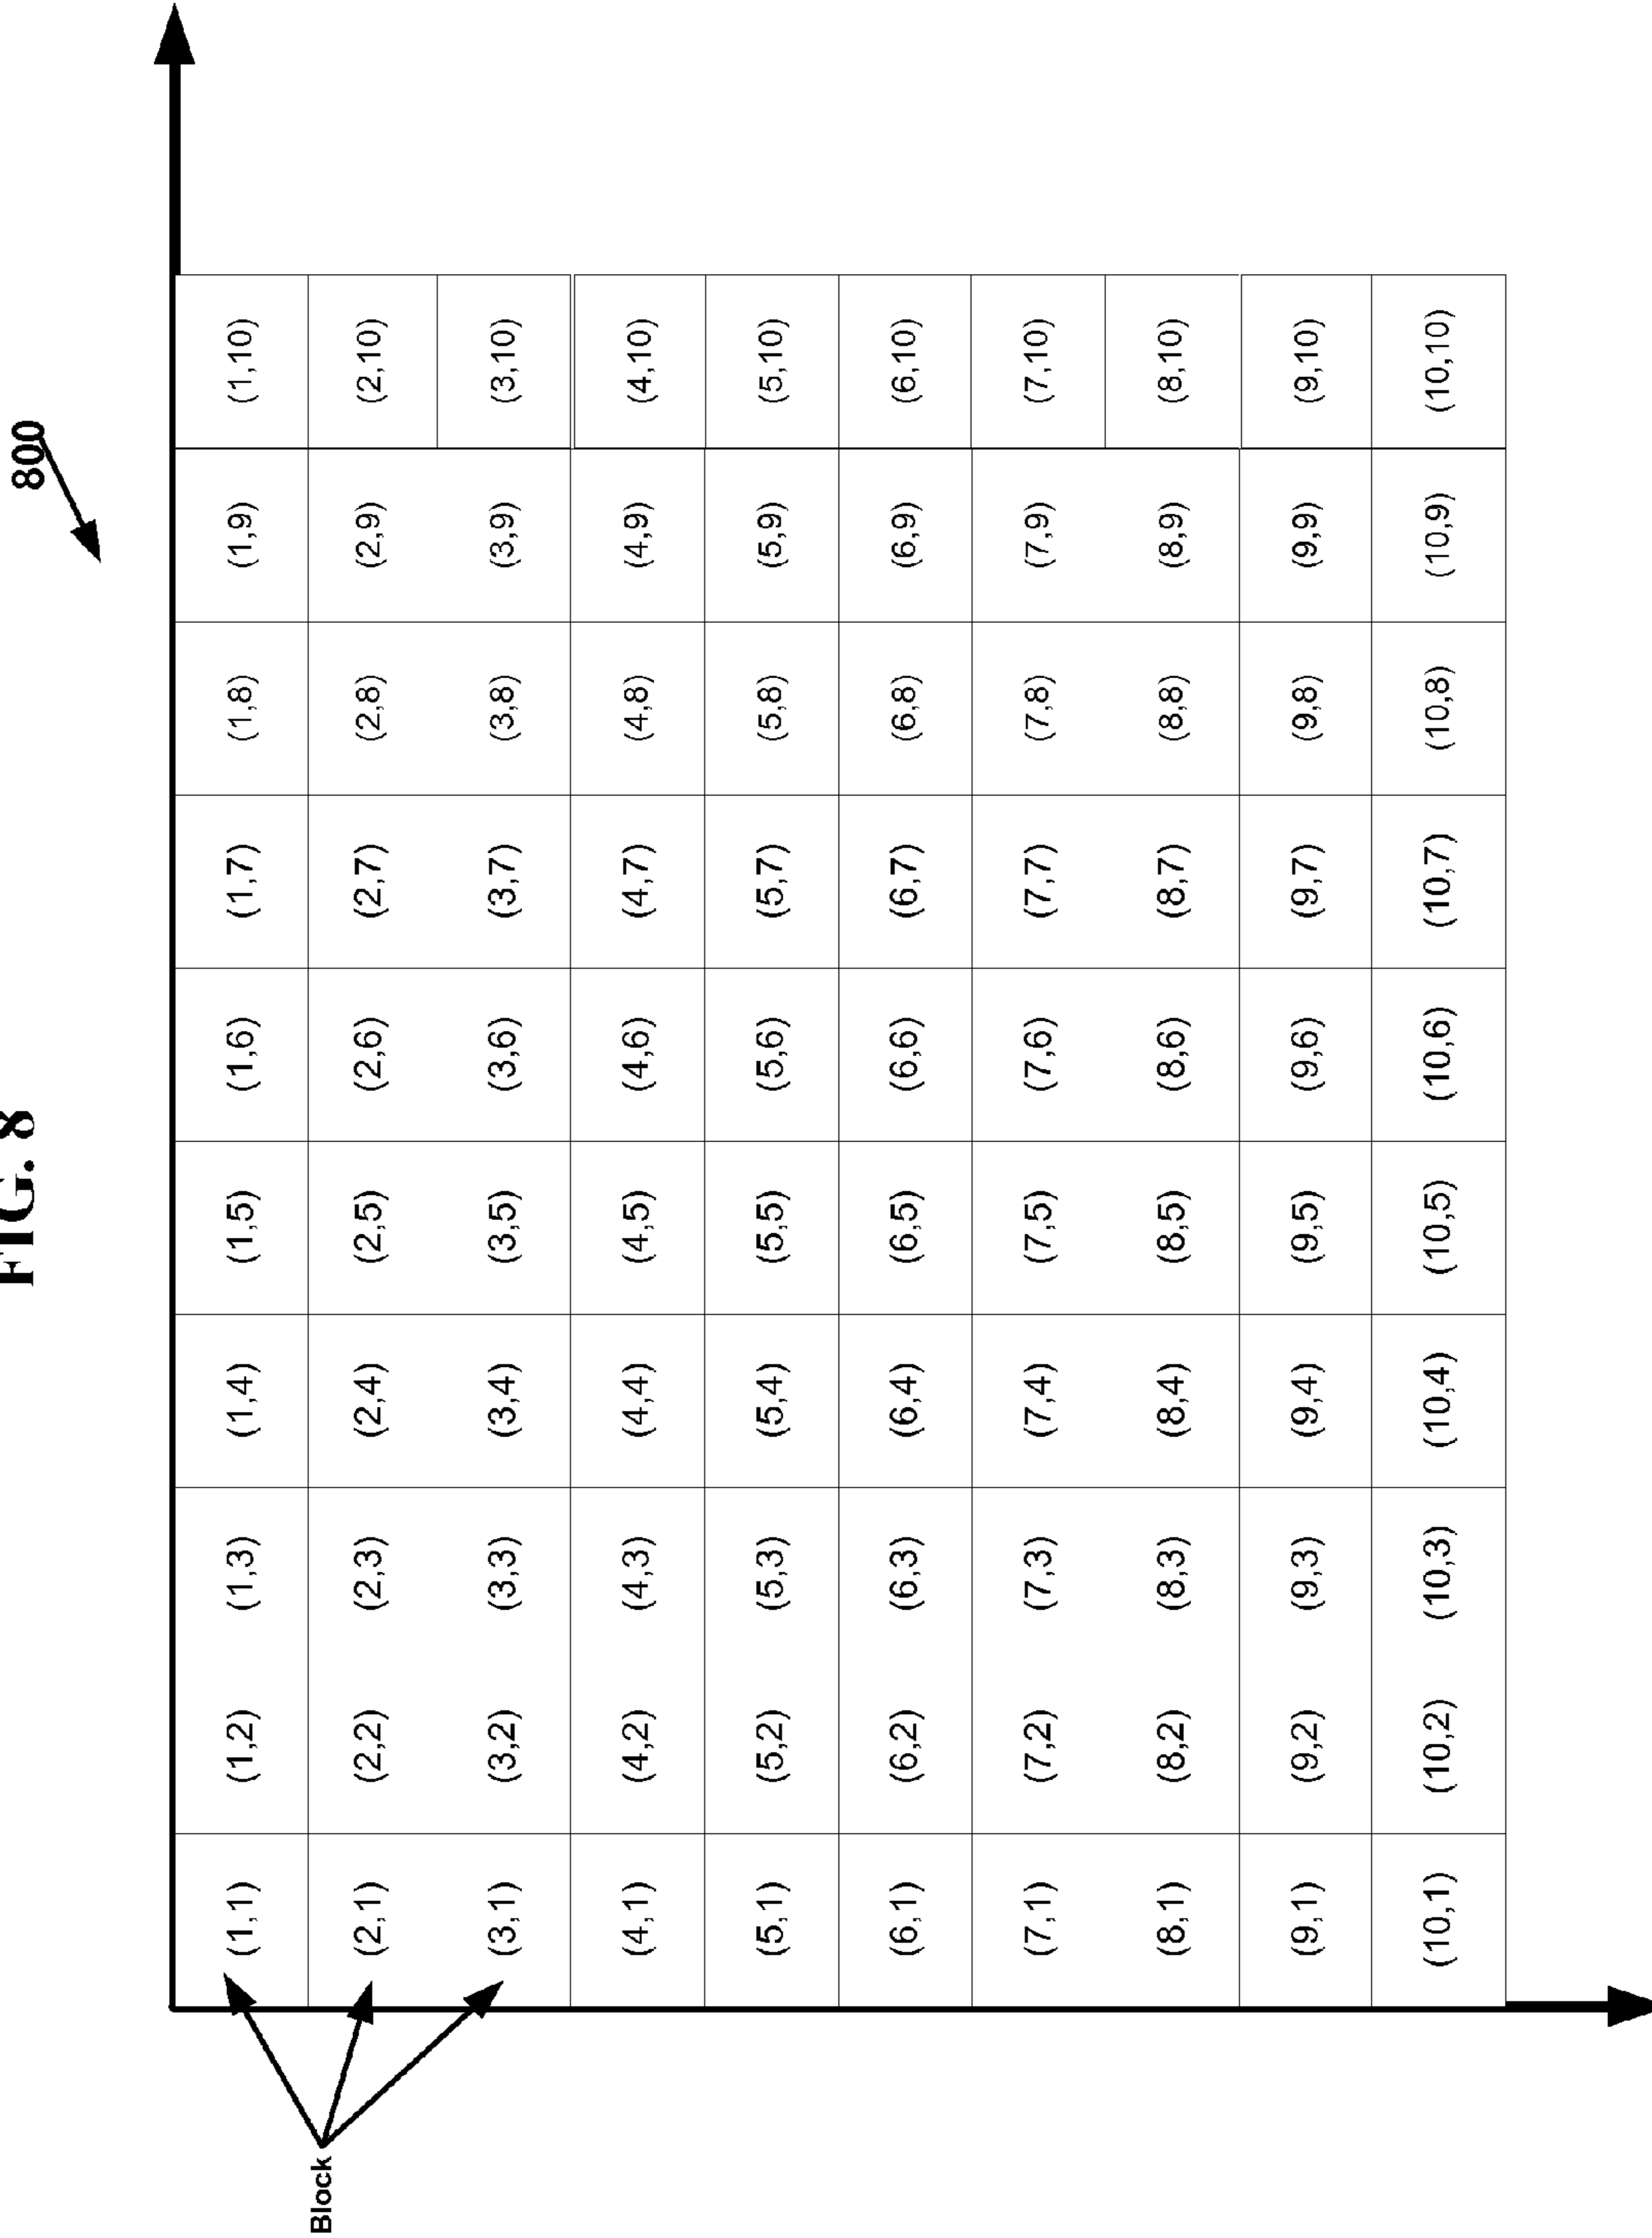 FIG. 8
800
(1,1) (1,2) (1,3) (1,4) (1,5) (1,6) (1,7) (1,8) (1,9) (1,10)
Block
(2,1) (2,2) (2,3) (2,4) (2,5) (2,6) (2,7) (2,8) (2,9) (2,10)
(3,1) (3,2) (3,3) (3,4) (3,5) (3,6) (3,7) (3,8) (3,9) (3,10)
(4,1) (4,2) (4,3) (4,4) (4,5) (4,6) (4,7) (4,8) (4,9) (4,10)
(5,1) (5,2) (5,3) (5,4) (5,5) (5,6) (5,7) (5,8) (5,9) (5,10)
(6,1) (6,2) (6,3) (6,4) (6,5) (6,6) (6,7) (6,8) (6,9) (6,10)
(7,1) (7,2) (7,3) (7,4) (7,5) (7,6) (7,7) (7,8) (7,9) (7,10)
(8,1) (8,2) (8,3) (8,4) (8,5) (8,6) (8,7) (8,8) (8,9) (8,10)
(9,1) (9,2) (9,3) (9,4) (9,5) (9,6) (9,7) (9,8) (9,9) (9,10)
(10,1) (10,2) (10,3) (10,4) (10,5) (10,6) (10,7) (10,8) (10,9) (10,10)